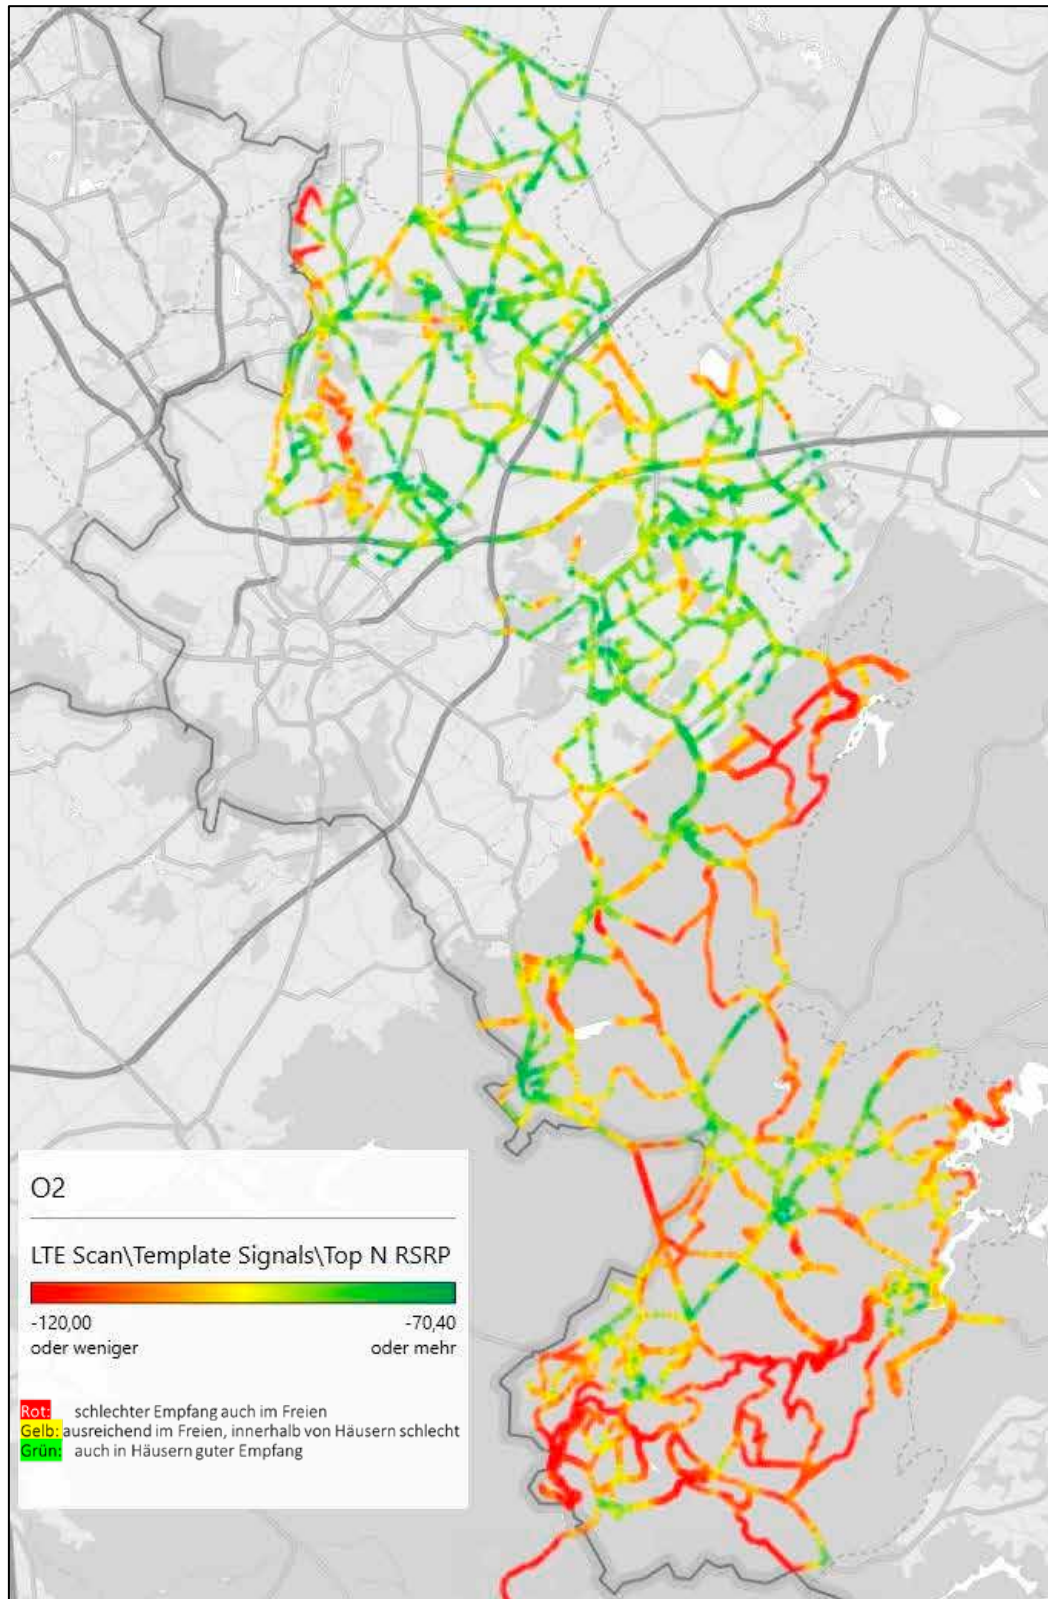 O2
LTE Scan\Template Signals\Top N RSRP
-120,00 -70,40
oder weniger oder mehr
Rot: schlechter Empfang auch im Freien
Gelb: ausreichend im Freien, innerhalb von Häusern schlecht
Grün: auch in Häusern guter Empfang